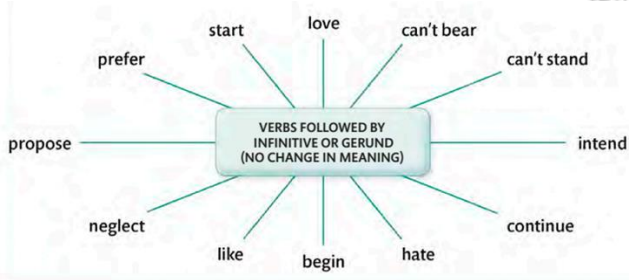 love
start
can't bear
prefer
can't stand
VERBS FOLLOWED BY
INFINITIVE OR GERUND
(NO CHANGE IN MEANING)
propose
intend
neglect
continue
like
hate
begin